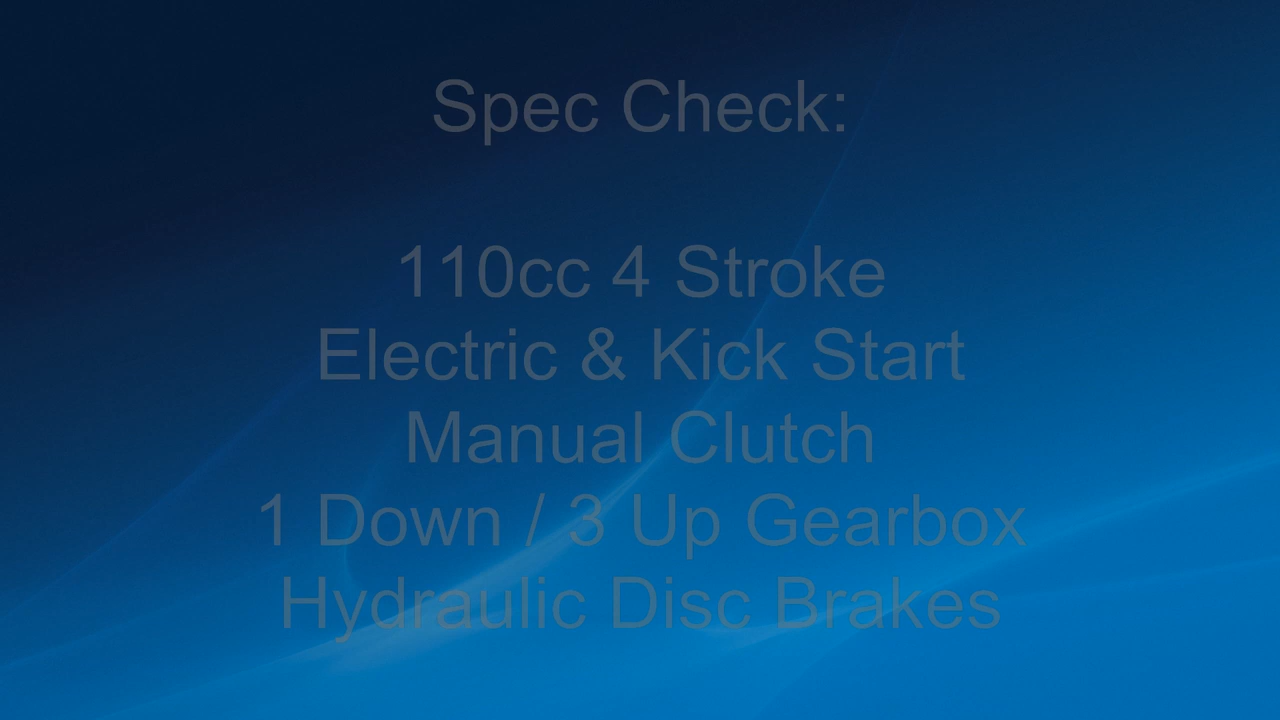 Spec Check:
110cc 4 Stroke
Electric & Kick Start
Manual Clutch
1 Down / 3 Up Gearbox
Hydraulic Disc Brakes